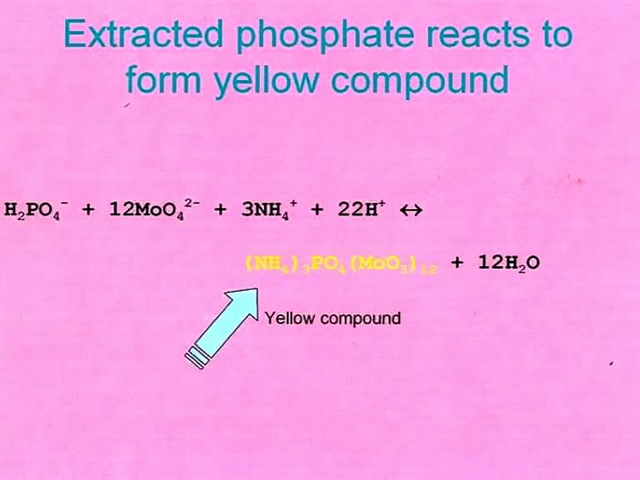 Extracted phosphate reacts to
form yellow compound
H₂PO₄⁻ + 12MoO₄²⁻ + 3NH₄⁺ + 22H⁺ ↔
(NH₄)₃PO₄(MoO₃)₁₂ + 12H₂O
Yellow compound